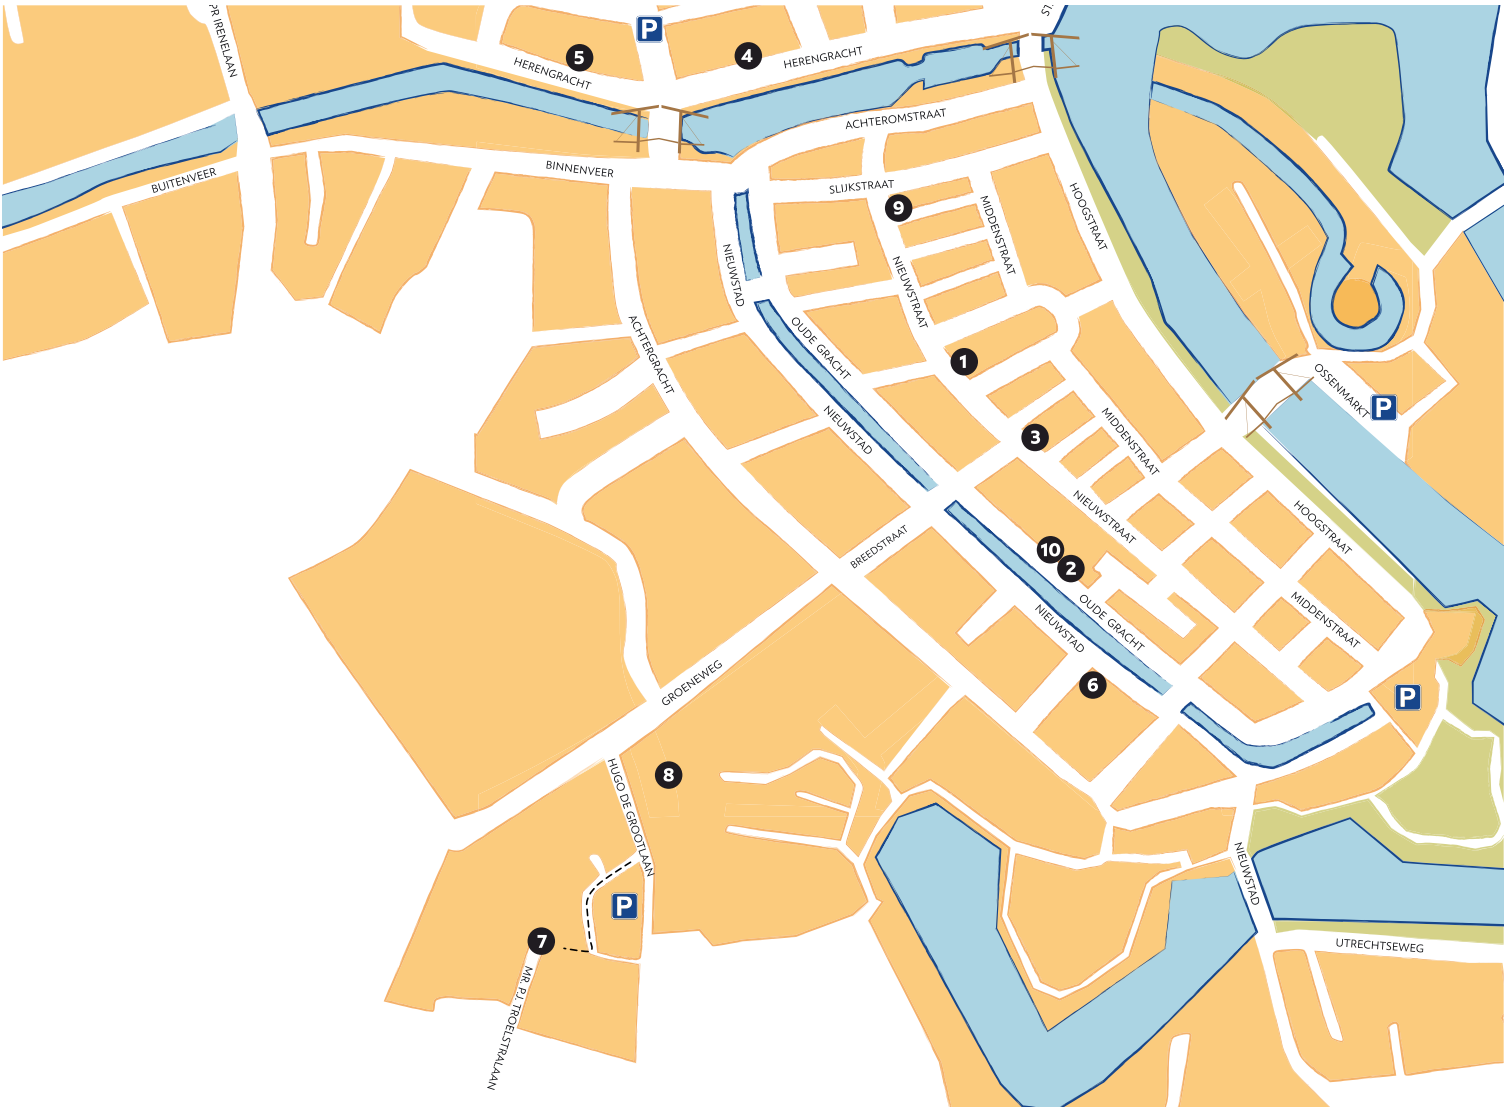 PR IRENELAAN
P
ST.
5
4
HERENGRACHT
HERENGRACHT
ACHTEROMSTRAAT
BINNENVEER
BUITENVEER
SLIJKSTRAAT
9
MIDDENSTRAAT
HOOGSTRAAT
NIEUWSTAD
NIEUWSTRAAT
ACHTERGRACHT
OUDE GRACHT
1
OSSENMARKT
P
NIEUWSTAD
3
MIDDENSTRAAT
NIEUWSTRAAT
HOOGSTRAAT
BREEDSTRAAT
10
2
OUDE GRACHT
NIEUWSTAD
MIDDENSTRAAT
GROENEWEG
6
P
8
HUGO DE GROOTLAAN
NIEUWSTAD
P
7
UTRECHTSEWEG
MR. P.J. TROELSTRALAAN